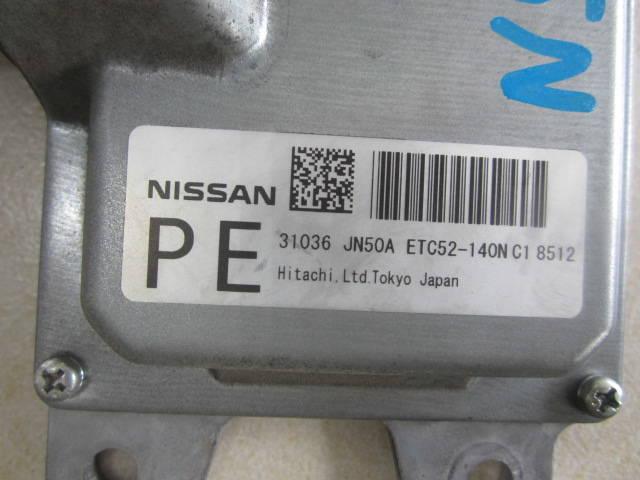 NISSAN
PE 31036 JN50A ETC52-140N C1 8512
Hitachi, Ltd. Tokyo Japan